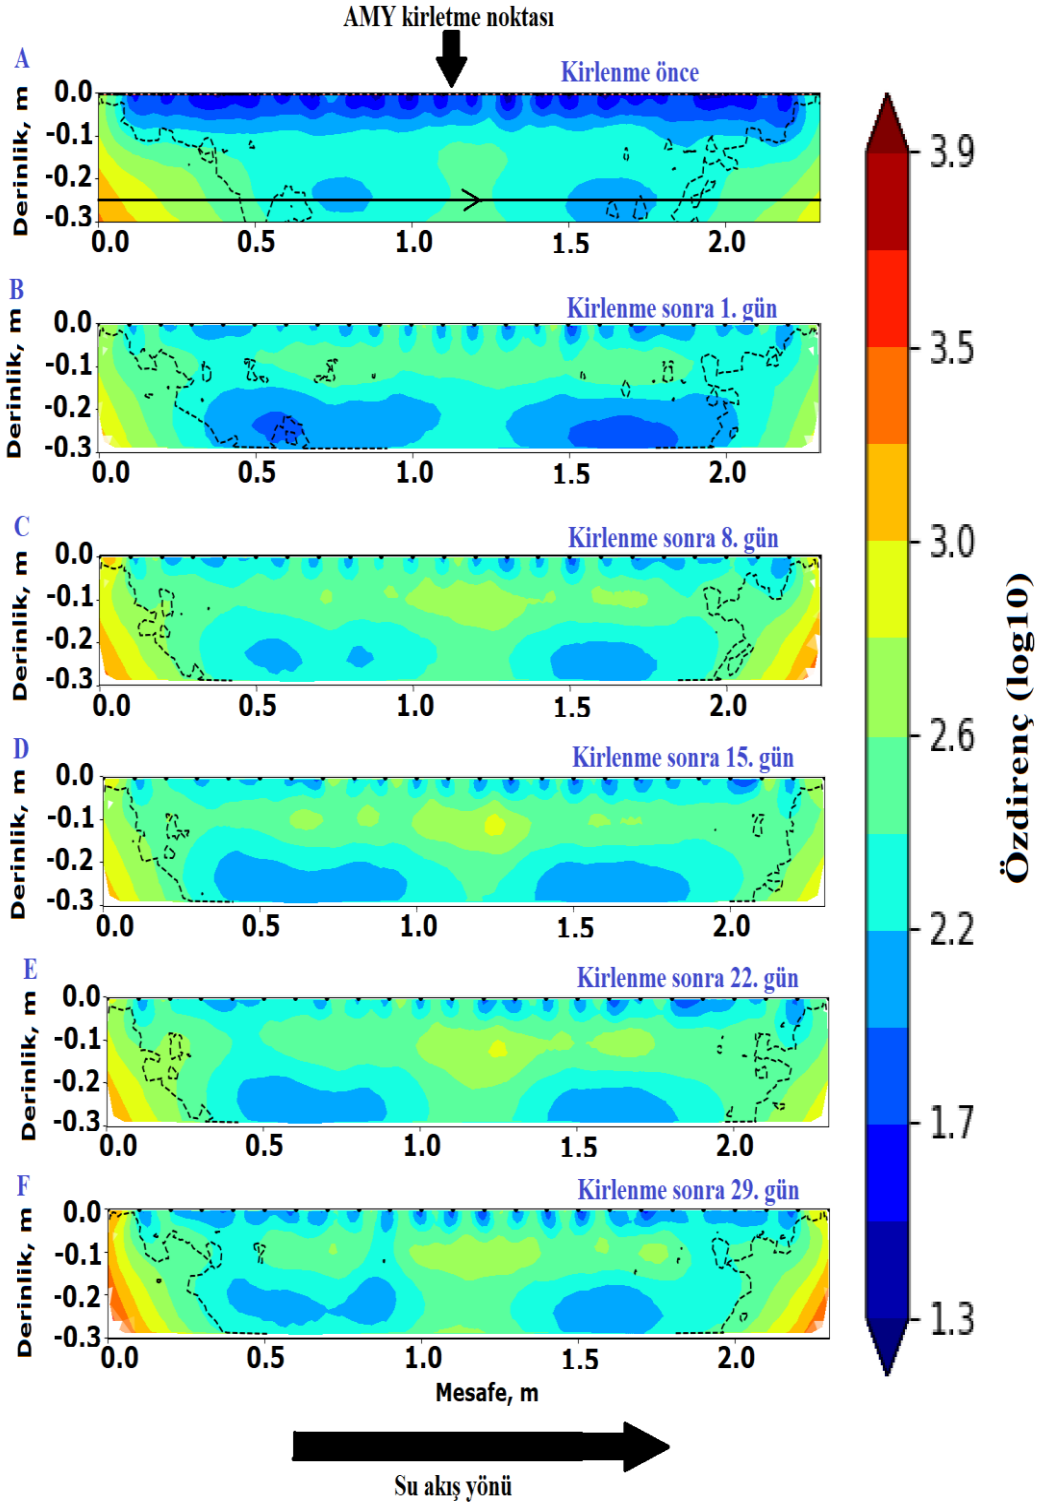 AMY kirletme noktası
A
Kirlenme önce
Derinlik, m
0.0
-0.1
-0.2
-0.3
0.0 0.5 1.0 1.5 2.0
B
Kirlenme sonra 1. gün
Derinlik, m
0.0
-0.1
-0.2
-0.3
0.0 0.5 1.0 1.5 2.0
C
Kirlenme sonra 8. gün
Derinlik, m
0.0
-0.1
-0.2
-0.3
0.0 0.5 1.0 1.5 2.0
D
Kirlenme sonra 15. gün
Derinlik, m
0.0
-0.1
-0.2
-0.3
0.0 0.5 1.0 1.5 2.0
E
Kirlenme sonra 22. gün
Derinlik, m
0.0
-0.1
-0.2
-0.3
0.0 0.5 1.0 1.5 2.0
F
Kirlenme sonra 29. gün
Derinlik, m
0.0
-0.1
-0.2
-0.3
0.0 0.5 1.0 1.5 2.0
Mesafe, m
Su akış yönü
3.9
3.5
3.0
2.6
2.2
1.7
1.3
Özdirenç (log10)